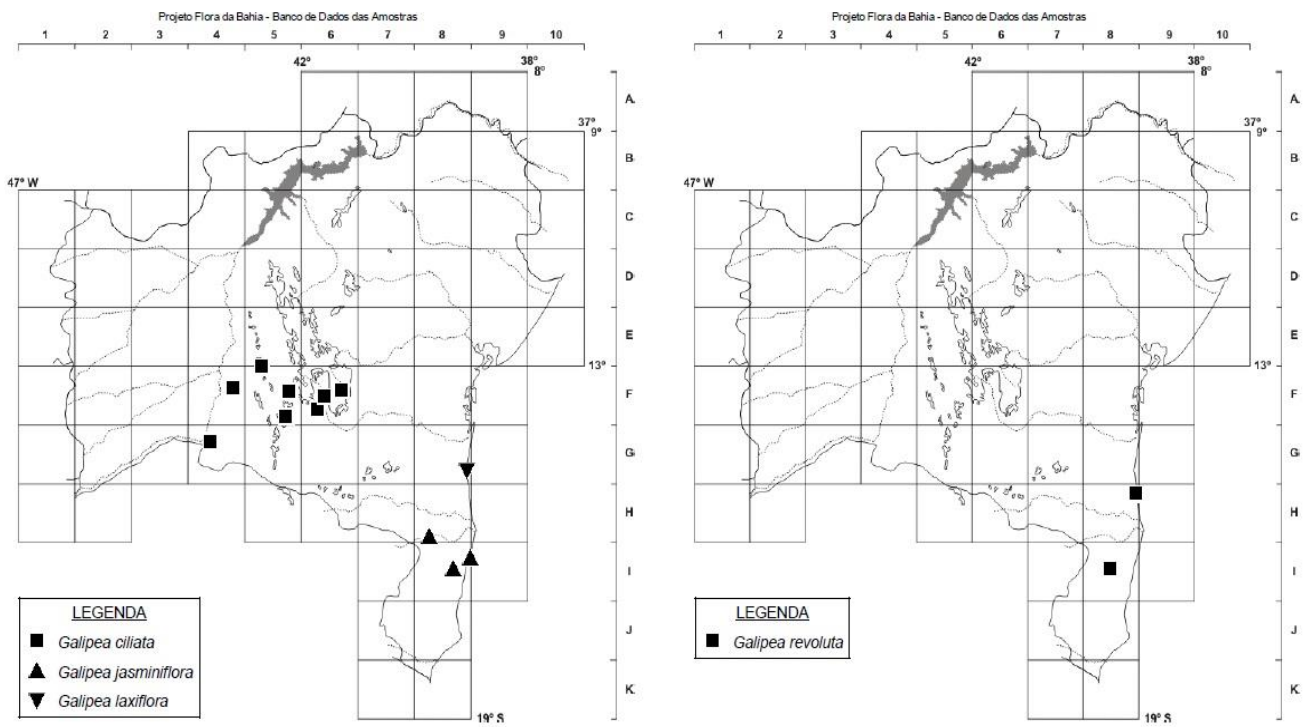 Projeto Flora da Bahia - Banco de Dados das Amostras
1 2 3 4 5 6 7 8 9 10
42° 38°
8°
A
37°
9°
B
47° W
C
D
E
13°
F
G
H
I
J
K
19° S
LEGENDA
Galipea ciliata
Galipea jasminiflora
Galipea laxiflora
Projeto Flora da Bahia - Banco de Dados das Amostras
1 2 3 4 5 6 7 8 9 10
42° 38°
8°
A
37°
9°
B
47° W
C
D
E
13°
F
G
H
I
J
K
19° S
LEGENDA
Galipea revoluta